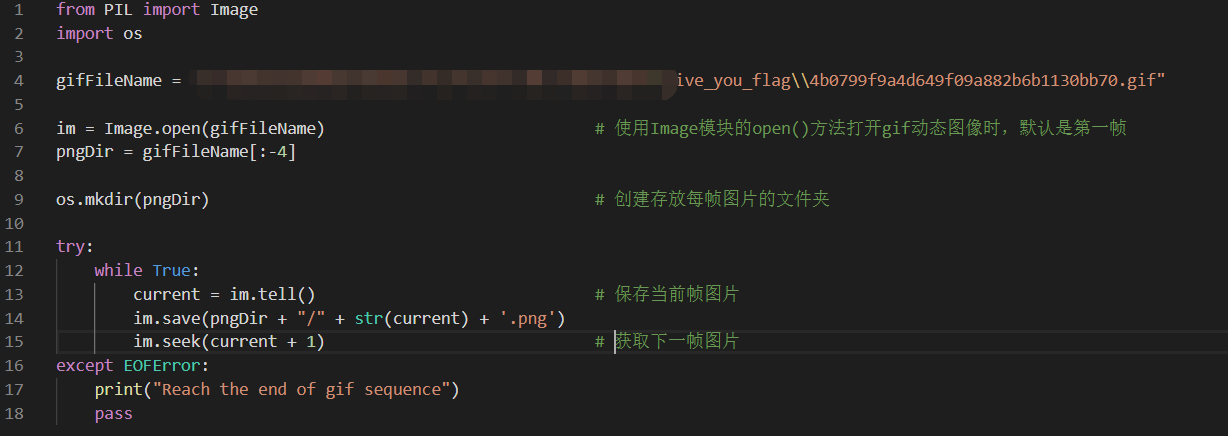 1 from PIL import Image
2 import os
3
4 gifFileName = ive_you_flag\\4b0799f9a4d649f09a882b6b1130bb70.gif"
5
6 im = Image.open(gifFileName) # 使用Image模块的open()方法打开gif动态图像时，默认是第一帧
7 pngDir = gifFileName[:-4]
8
9 os.mkdir(pngDir) # 创建存放每帧图片的文件夹
10
11 try:
12 while True:
13 current = im.tell() # 保存当前帧图片
14 im.save(pngDir + "/" + str(current) + '.png')
15 im.seek(current + 1) # 获取下一帧图片
16 except EOFError:
17 print("Reach the end of gif sequence")
18 pass